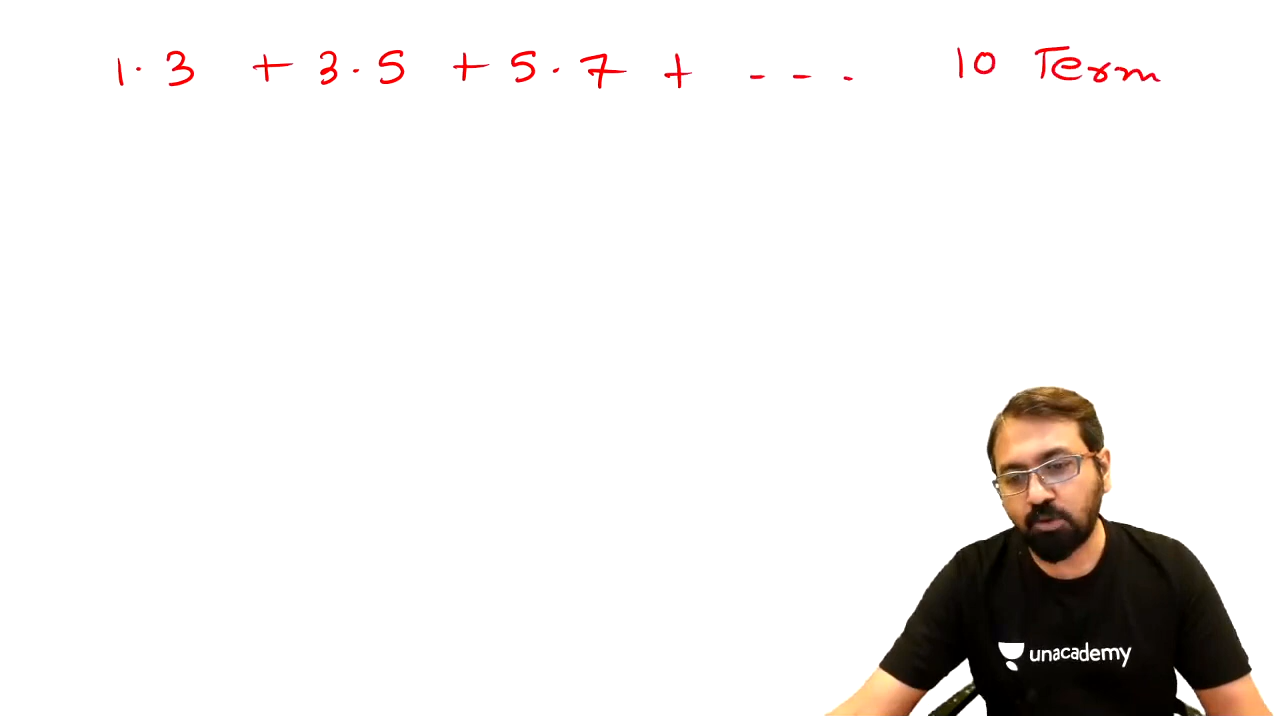 1·3 + 3·5 + 5·7 + - - - 10 Term
unacademy